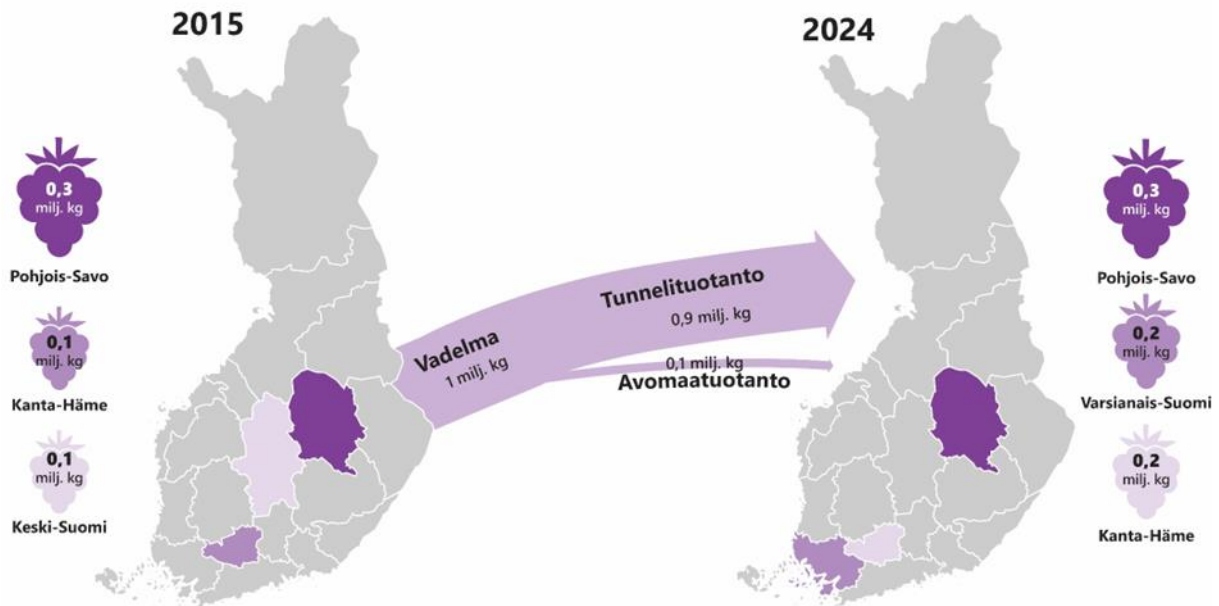 2015
0,3
milj. kg
Pohjois-Savo
0,1
milj. kg
Kanta-Häme
0,1
milj. kg
Keski-Suomi
Vadelma
1 milj. kg
Tunnelituotanto
0,9 milj. kg
0,1 milj. kg
Avomaatuotanto
2024
0,3
milj. kg
Pohjois-Savo
0,2
milj. kg
Varsianais-Suomi
0,2
milj. kg
Kanta-Häme